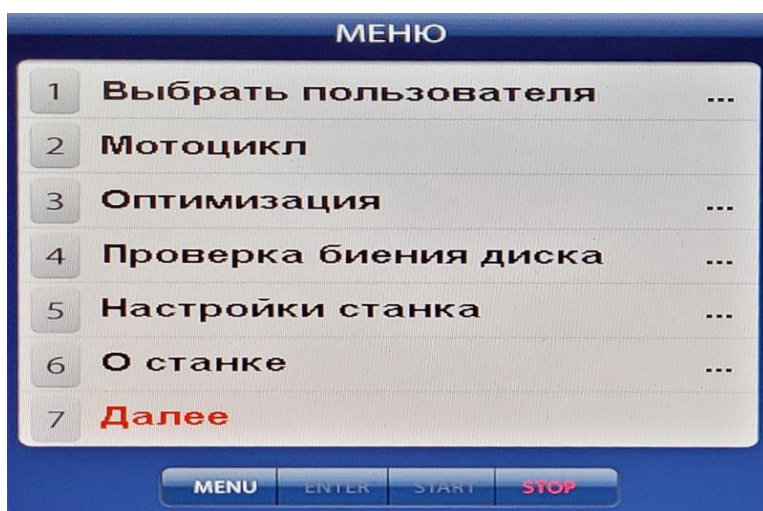 МЕНЮ
1 Выбрать пользователя ...
2 Мотоцикл
3 Оптимизация ...
4 Проверка биения диска ...
5 Настройки станка ...
6 О станке ...
7 Далее
MENU ENTER START STOP